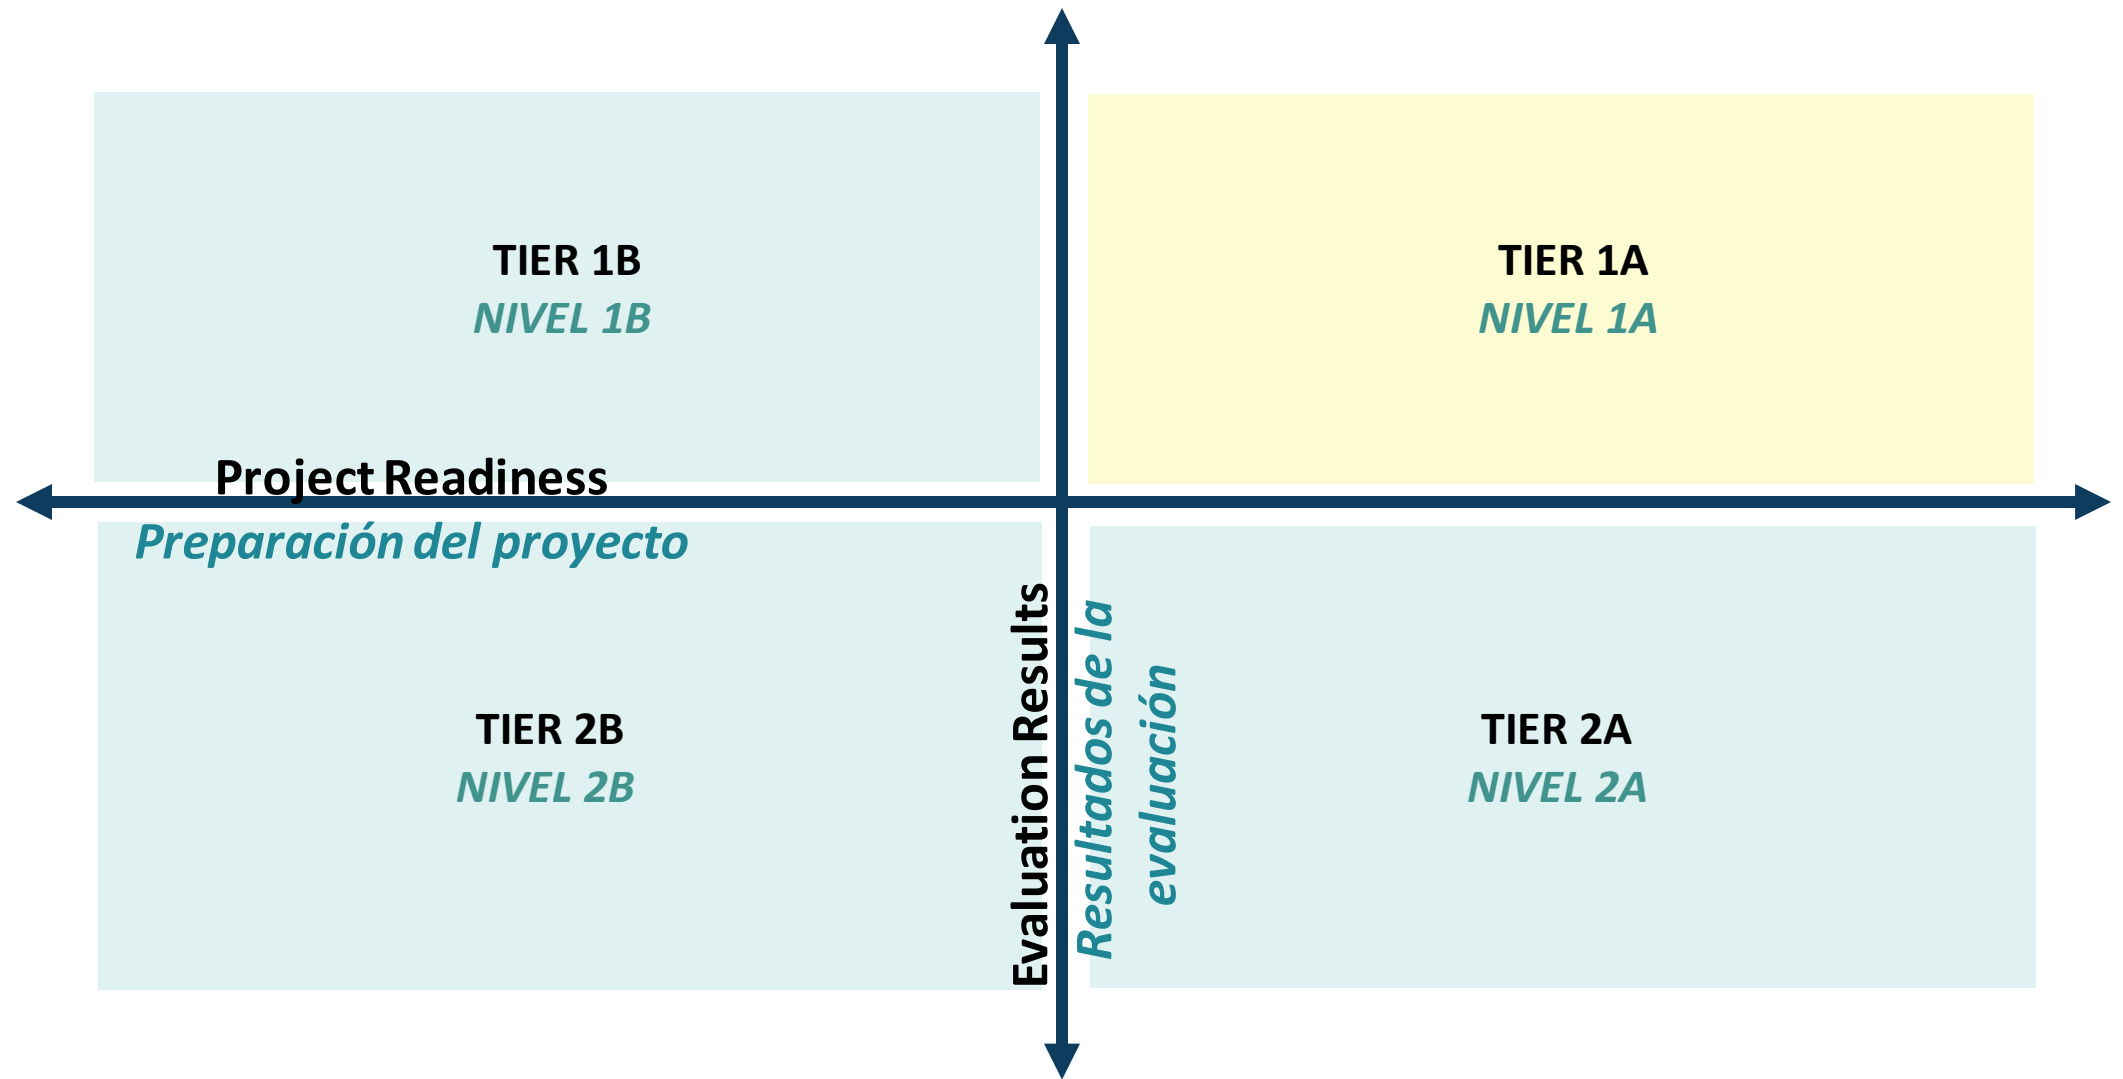 TIER 1B
NIVEL 1B
TIER 1A
NIVEL 1A
Project Readiness
Preparación del proyecto
Evaluation Results
Resultados de la
evaluación
TIER 2B
NIVEL 2B
TIER 2A
NIVEL 2A